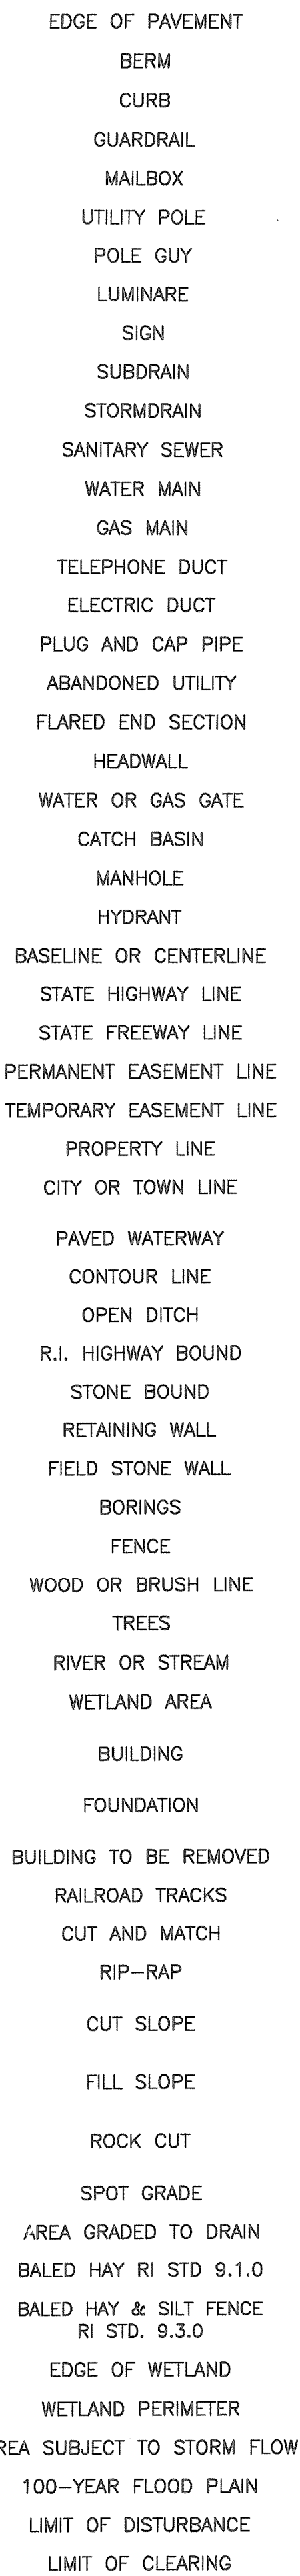 EDGE OF PAVEMENT
BERM
CURB
GUARDRAIL
MAILBOX
UTILITY POLE
POLE GUY
LUMINARE
SIGN
SUBDRAIN
STORMDRAIN
SANITARY SEWER
WATER MAIN
GAS MAIN
TELEPHONE DUCT
ELECTRIC DUCT
PLUG AND CAP PIPE
ABANDONED UTILITY
FLARED END SECTION
HEADWALL
WATER OR GAS GATE
CATCH BASIN
MANHOLE
HYDRANT
BASELINE OR CENTERLINE
STATE HIGHWAY LINE
STATE FREEWAY LINE
PERMANENT EASEMENT LINE
TEMPORARY EASEMENT LINE
PROPERTY LINE
CITY OR TOWN LINE
PAVED WATERWAY
CONTOUR LINE
OPEN DITCH
R.I. HIGHWAY BOUND
STONE BOUND
RETAINING WALL
FIELD STONE WALL
BORINGS
FENCE
WOOD OR BRUSH LINE
TREES
RIVER OR STREAM
WETLAND AREA
BUILDING
FOUNDATION
BUILDING TO BE REMOVED
RAILROAD TRACKS
CUT AND MATCH
RIP-RAP
CUT SLOPE
FILL SLOPE
ROCK CUT
SPOT GRADE
AREA GRADED TO DRAIN
BALED HAY RI STD 9.1.0
BALED HAY & SILT FENCE
RI STD. 9.3.0
EDGE OF WETLAND
WETLAND PERIMETER
REA SUBJECT TO STORM FLOW
100-YEAR FLOOD PLAIN
LIMIT OF DISTURBANCE
LIMIT OF CLEARING